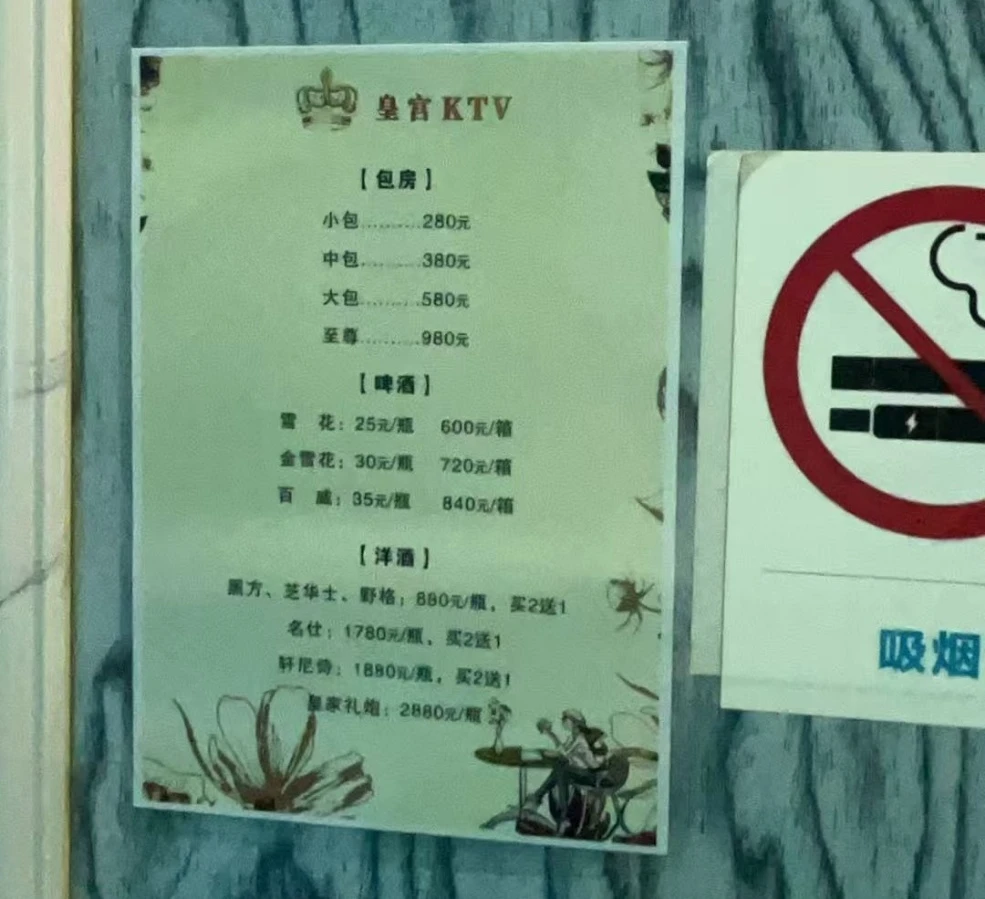 皇宫KTV
【包房】
小包.........280元
中包.........380元
大包.........580元
至尊.........980元
【啤酒】
雪 花：25元/瓶 600元/箱
金雪花：30元/瓶 720元/箱
百 威：35元/瓶 840元/箱
【洋酒】
黑方、芝华士、野格：880元/瓶，买2送1
名仕：1780元/瓶，买2送1
轩尼诗：1880元/瓶，买2送1
皇家礼炮：2880元/瓶
吸烟